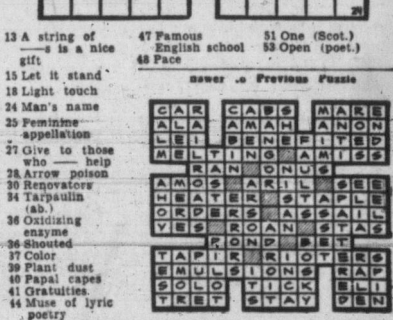 13 A string of
——s is a nice
gift
15 Let it stand
18 Light touch
24 Man's name
25 Feminine
appellation
27 Give to those
who —— help
28 Arrow poison
30 Renovators
34 Tarpaulin
(ab.)
36 Oxidizing
enzyme
36 Shouted
37 Color
39 Plant dust
40 Papal capes
41 Gratuities
44 Muse of lyric
poetry
47 Famous
English school
48 Pace
51 One (Scot.)
53 Open (poet.)
nswer .o Previous Puzzle
CAR CABS MARE
ALA AMAH ANON
LEI BENEFITED
MELTING AMISS
RAN ONUS
AMOS ARIL SEE
HEATER STAPLE
ORDERS ASSAIL
YES ROAN STAS
POND BET
TAPIR RIOTERS
EMULSIONS RAP
SOLO TICK ELI
TRET STAY DEN